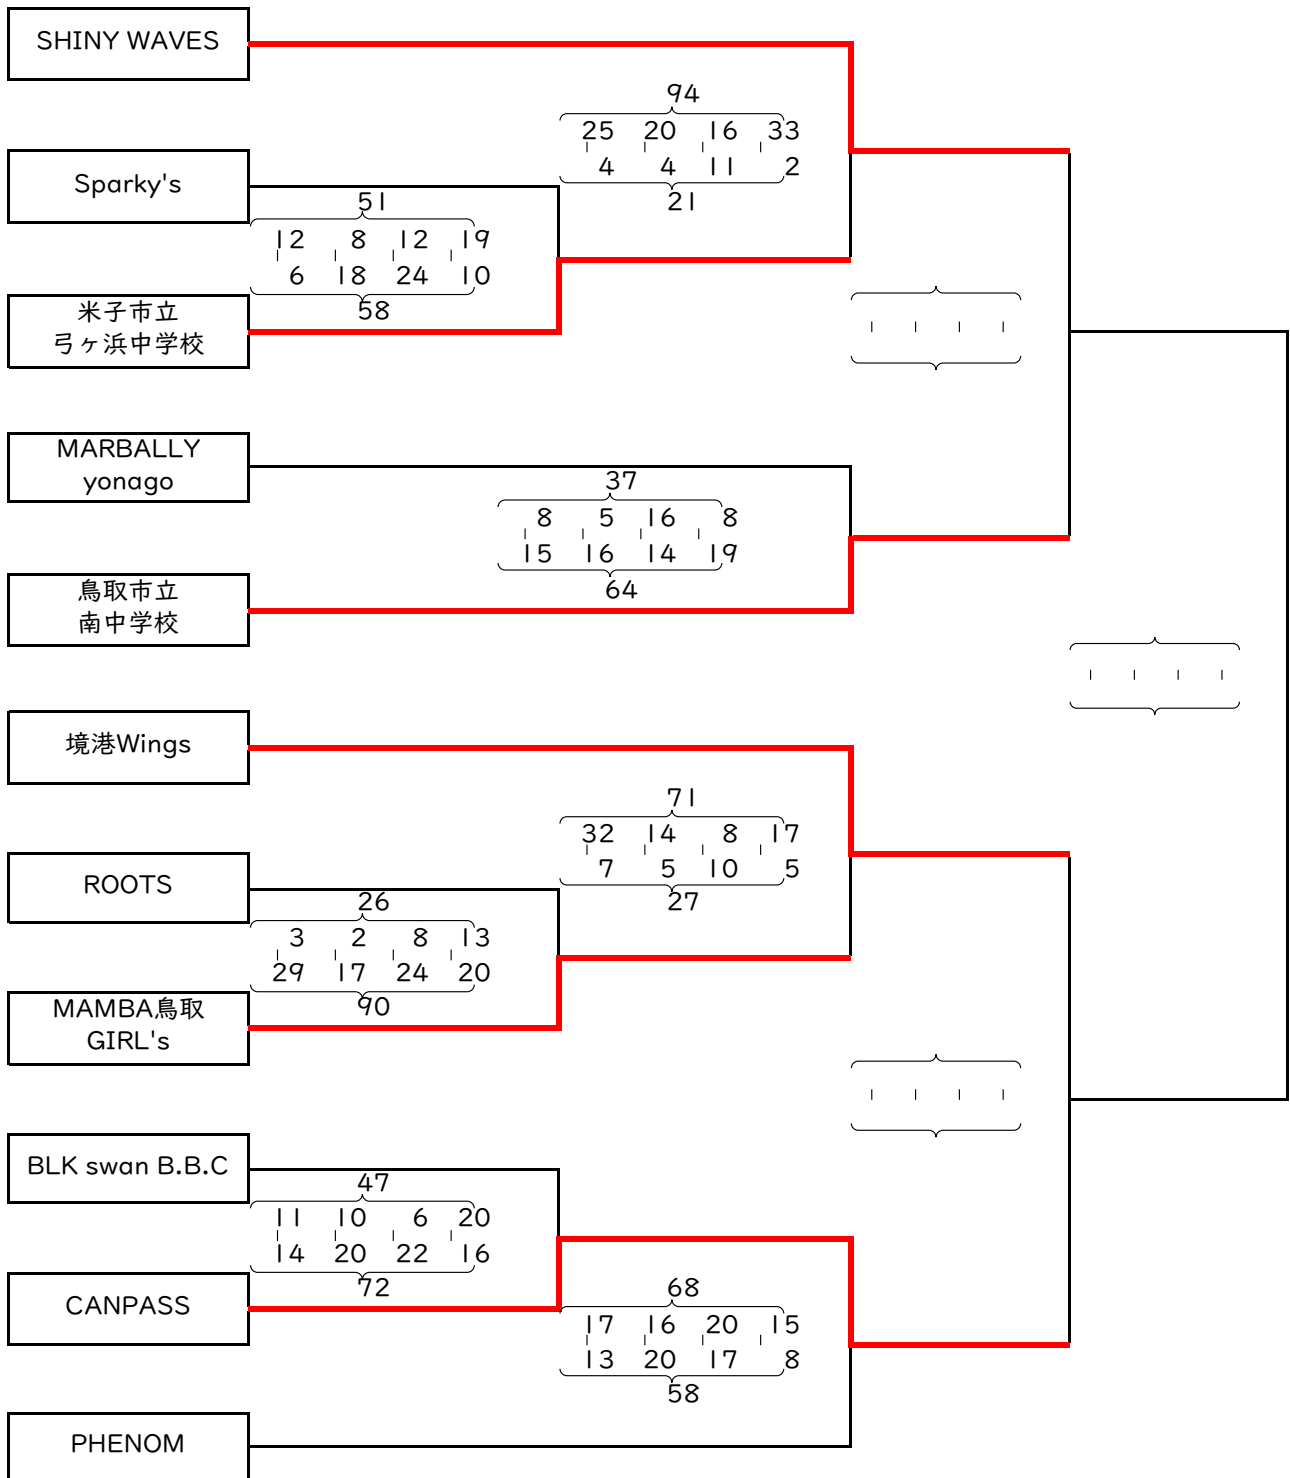 SHINY WAVES
94
25 20 16 33
4 4 11 2
21
Sparky's
51
12 8 12 19
6 18 24 10
58
米子市立
弓ヶ浜中学校
MARBALLY
yonago
37
8 5 16 8
15 16 14 19
64
鳥取市立
南中学校
境港Wings
71
32 14 8 17
7 5 10 5
27
ROOTS
26
3 2 8 13
29 17 24 20
90
MAMBA鳥取
GIRL's
BLK swan B.B.C
47
11 10 6 20
14 20 22 16
72
CANPASS
68
17 16 20 15
13 20 17 8
58
PHENOM